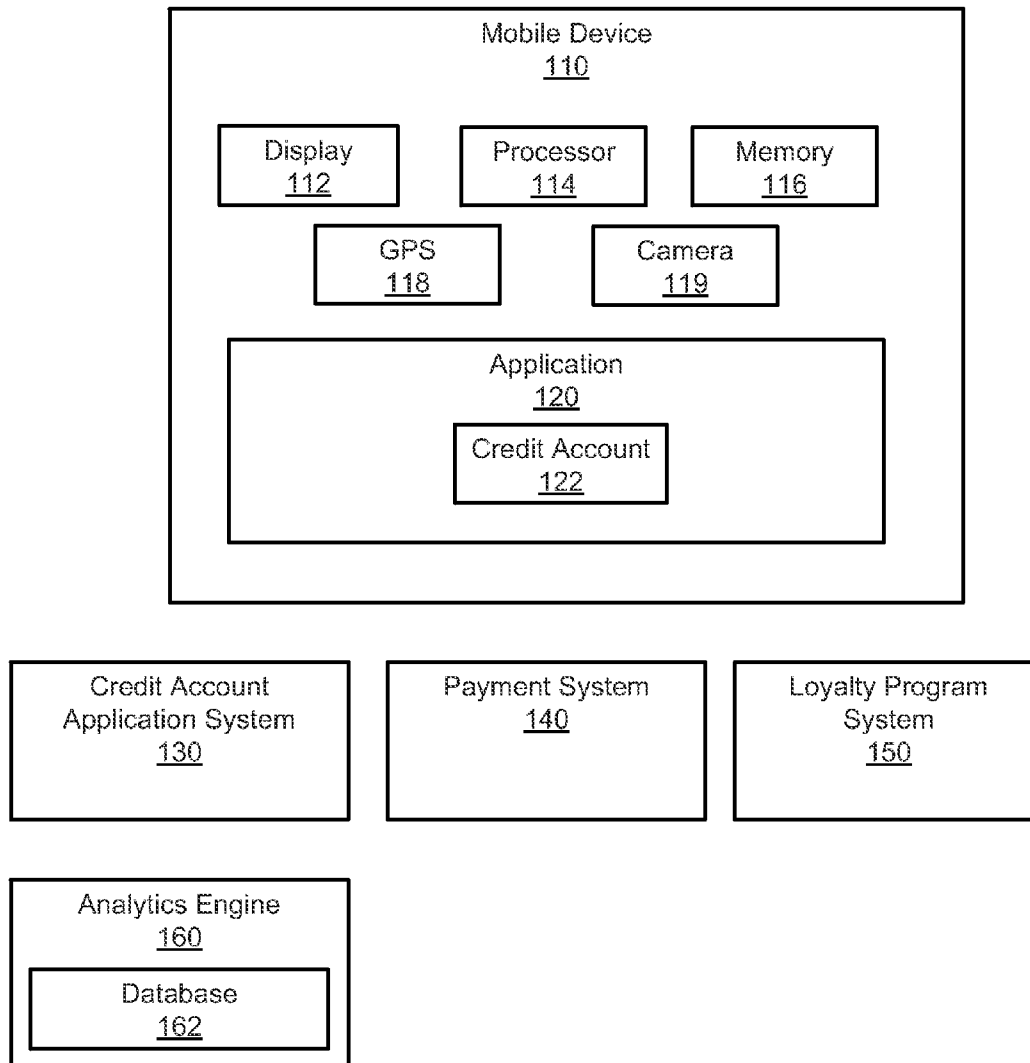 Mobile Device
110
Display
112
Processor
114
Memory
116
GPS
118
Camera
119
Application
120
Credit Account
122
Credit Account
Application System
130
Payment System
140
Loyalty Program
System
150
Analytics Engine
160
Database
162